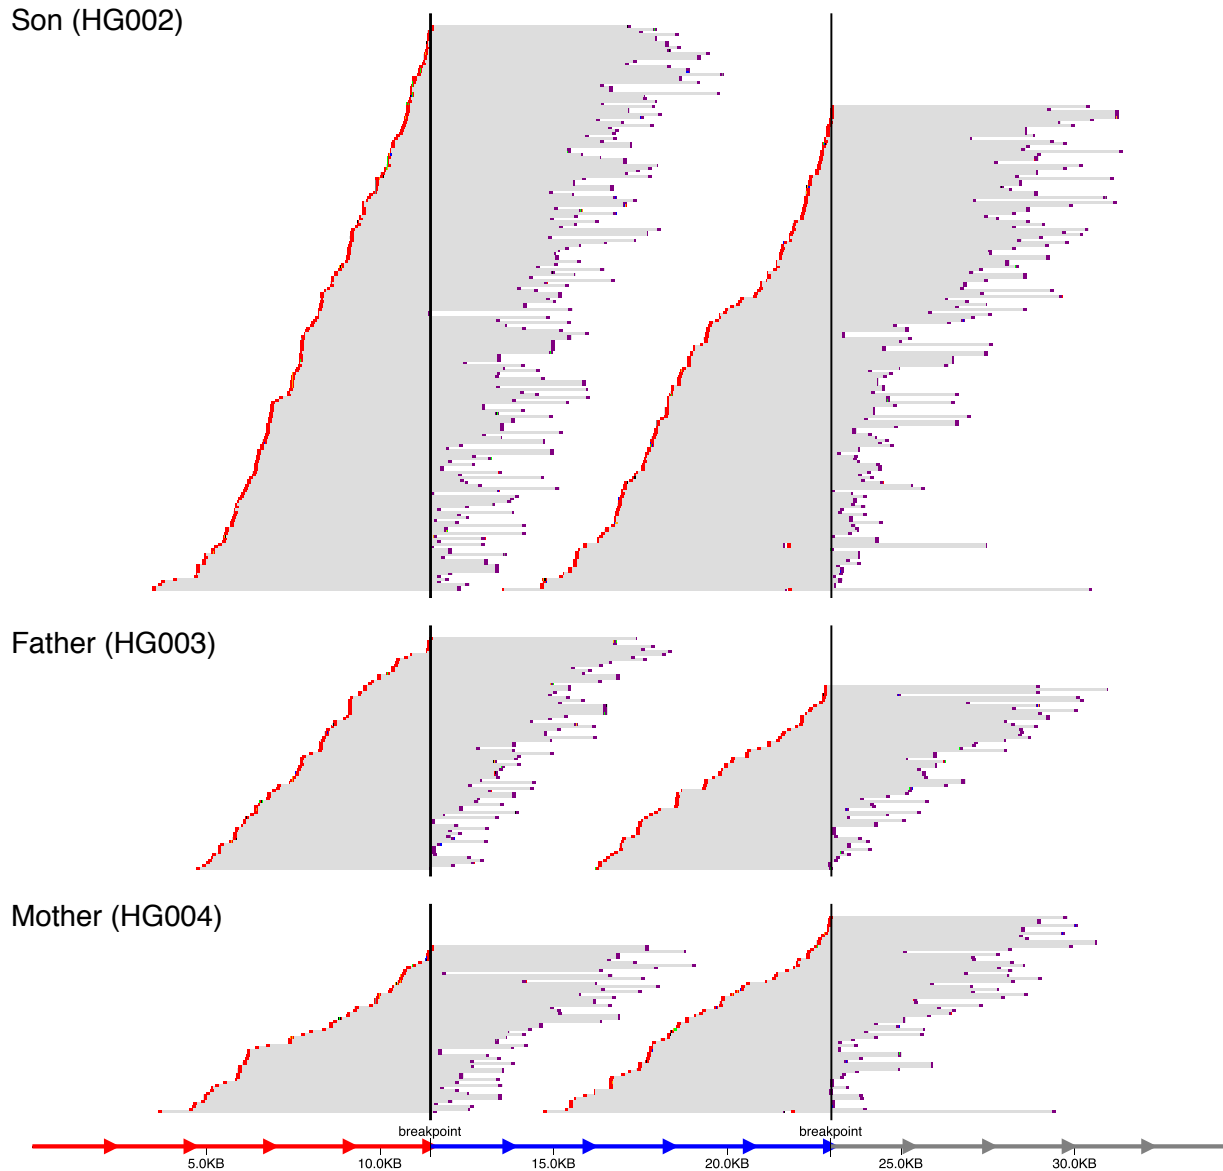 Son (HG002)
Father (HG003)
Mother (HG004)
breakpoint breakpoint
5.0KB 10.0KB 15.0KB 20.0KB 25.0KB 30.0KB